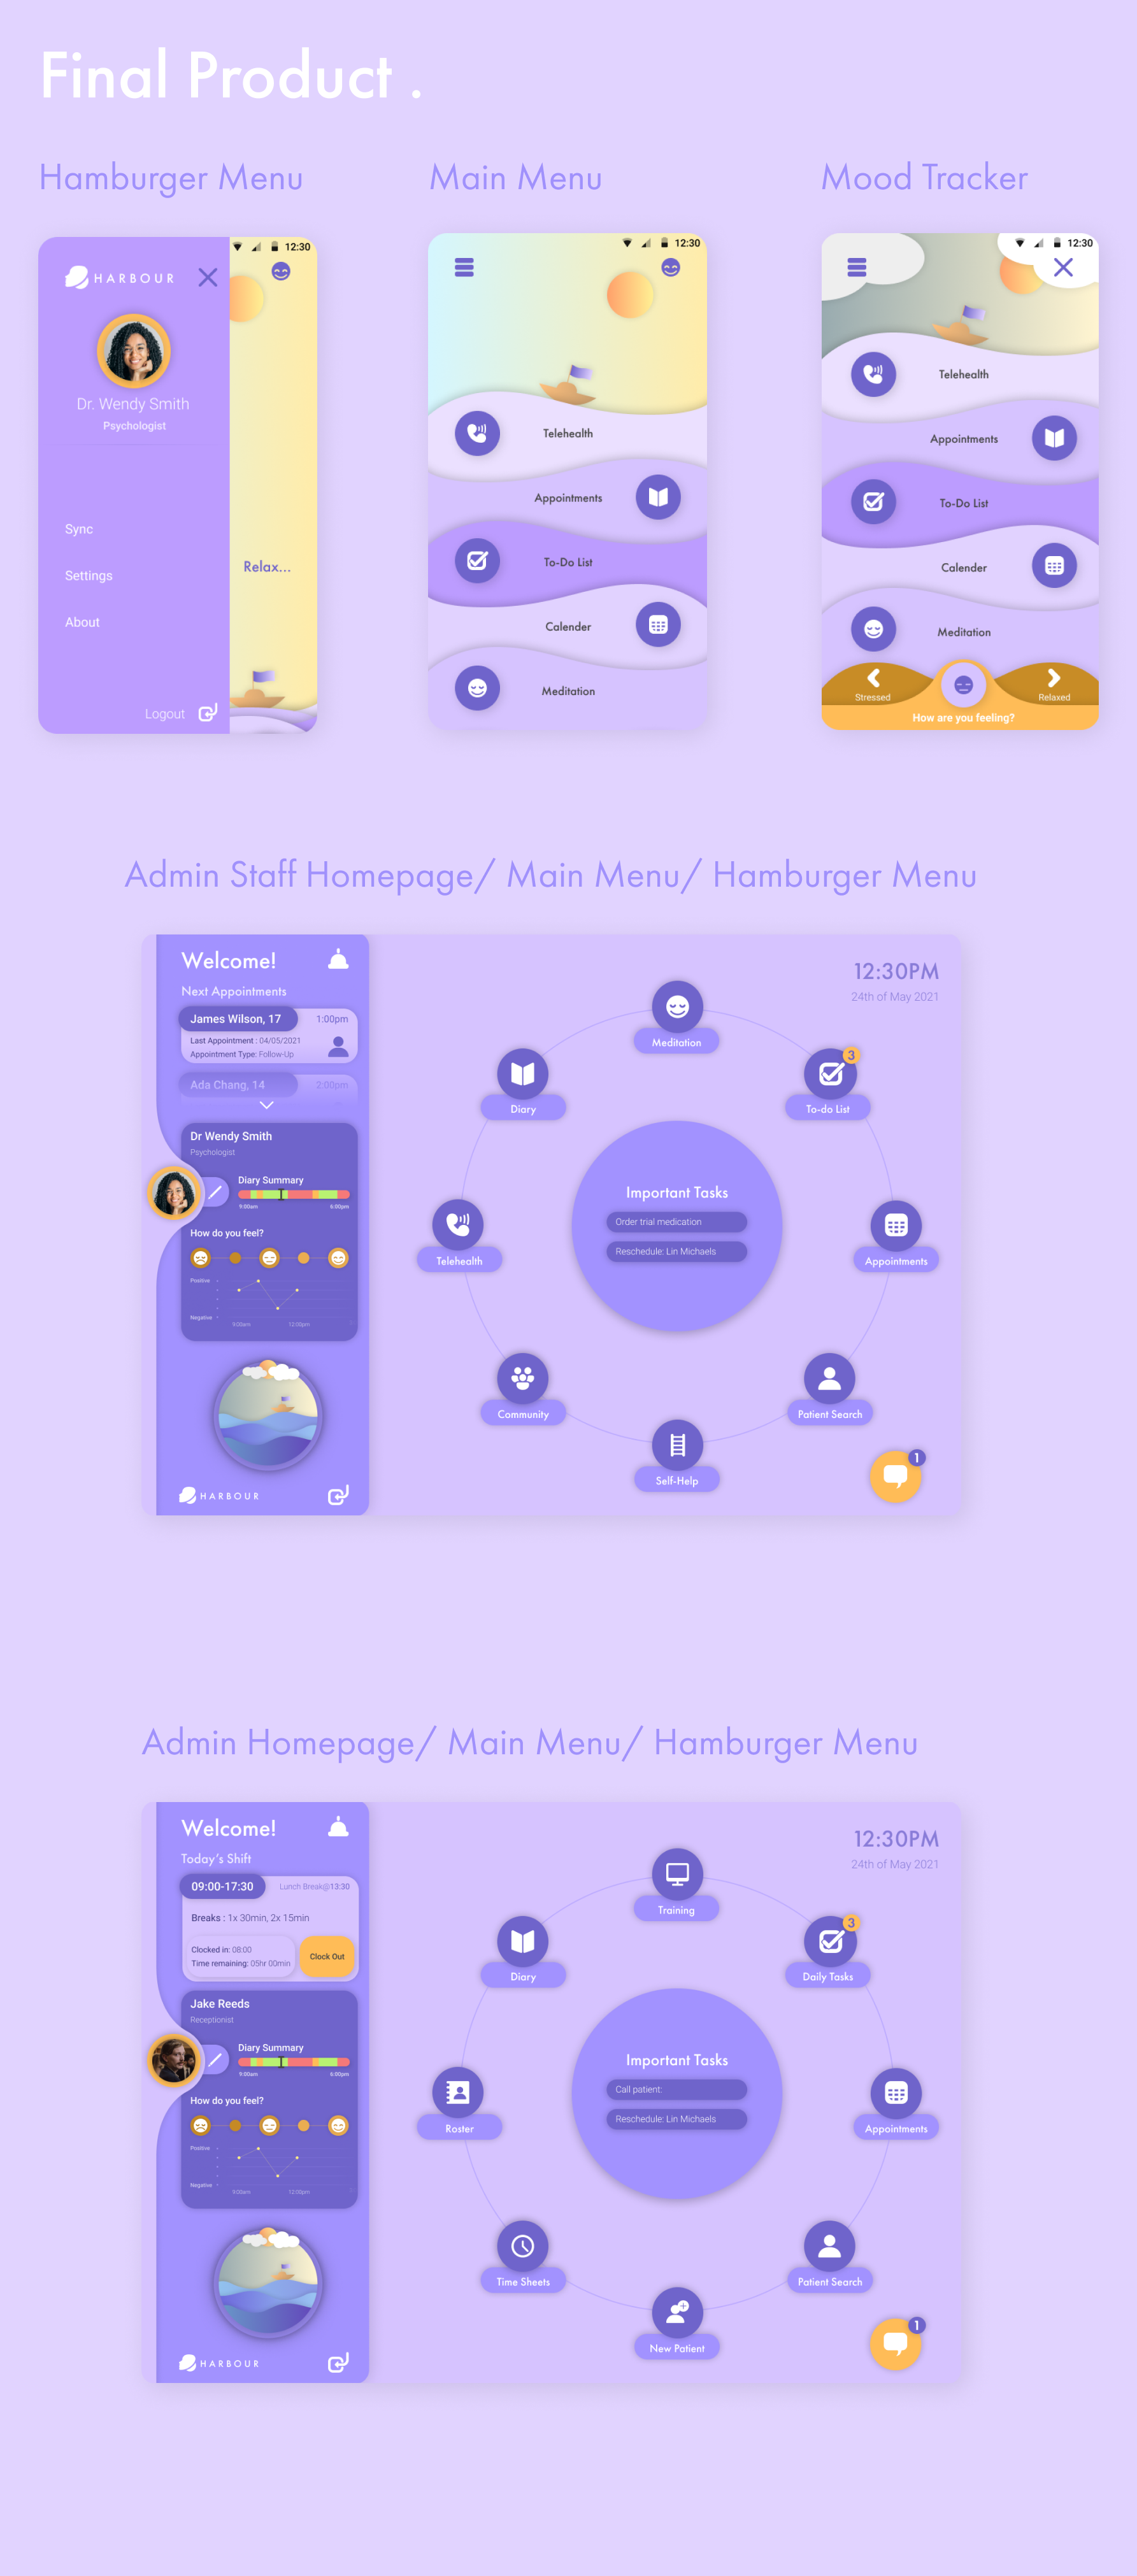 Final Product .
Hamburger Menu
Main Menu
Mood Tracker
12:30
HARBOUR
Dr. Wendy Smith
Psychologist
Sync
Settings
About
Logout
Relax...
12:30
Telehealth
Appointments
To-Do List
Calender
Meditation
12:30
Telehealth
Appointments
To-Do List
Calender
Meditation
Stressed
Relaxed
How are you feeling?
Admin Staff Homepage/ Main Menu/ Hamburger Menu
Welcome!
Next Appointments
James Wilson, 17
1:00pm
Last Appointment : 04/05/2021
Appointment Type: Follow-Up
Ada Chang, 14
2:00pm
Dr Wendy Smith
Psychologist
Diary Summary
9:00am
6:00pm
How do you feel?
Positive
Negative
9:00am
12:00pm
HARBOUR
12:30PM
24th of May 2021
Meditation
Diary
3
To-do List
Important Tasks
Order trial medication
Reschedule: Lin Michaels
Telehealth
Appointments
Community
Patient Search
Self-Help
1
Admin Homepage/ Main Menu/ Hamburger Menu
Welcome!
Today's Shift
09:00-17:30
Lunch Break@13:30
Breaks : 1x 30min, 2x 15min
Clocked in: 08:00
Time remaining: 05hr 00min
Clock Out
Jake Reeds
Receptionist
Diary Summary
9:00am
6:00pm
How do you feel?
Positive
Negative
9:00am
12:00pm
HARBOUR
12:30PM
24th of May 2021
Training
Diary
3
Daily Tasks
Important Tasks
Call patient:
Reschedule: Lin Michaels
Roster
Appointments
Time Sheets
Patient Search
New Patient
1